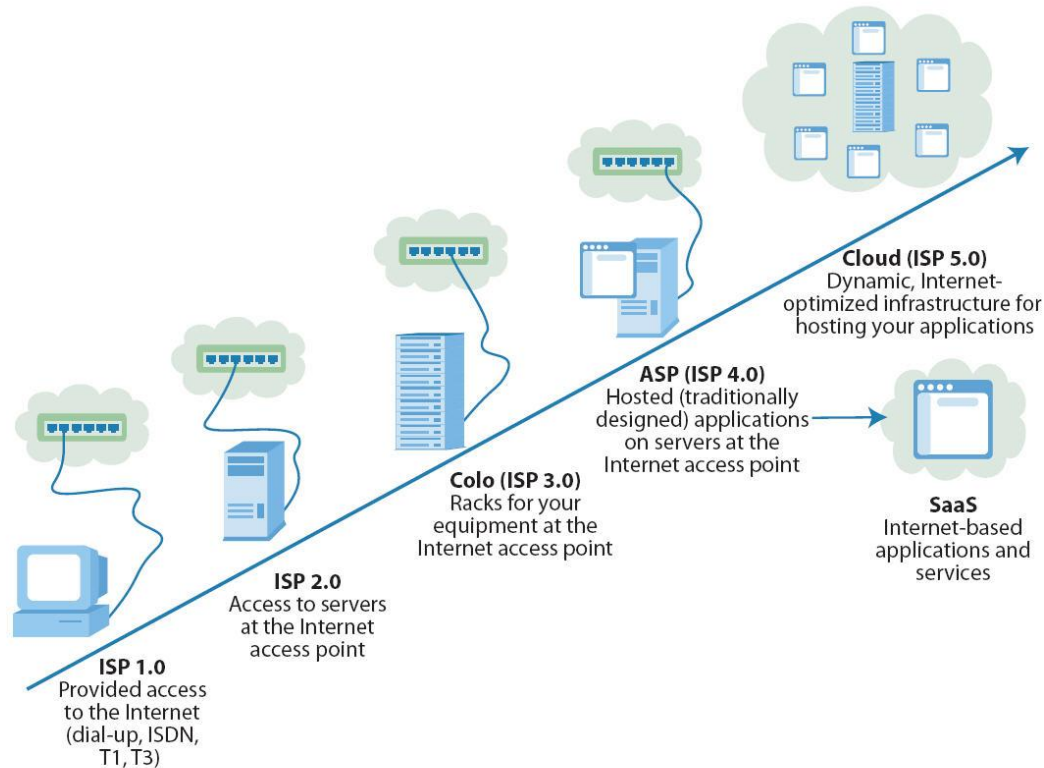 ISP 1.0
Provided access
to the Internet
(dial-up, ISDN,
T1, T3)
ISP 2.0
Access to servers
at the Internet
access point
Colo (ISP 3.0)
Racks for your
equipment at the
Internet access point
ASP (ISP 4.0)
Hosted (traditionally
designed) applications
on servers at the
Internet access point
Cloud (ISP 5.0)
Dynamic, Internet-
optimized infrastructure for
hosting your applications
SaaS
Internet-based
applications and
services